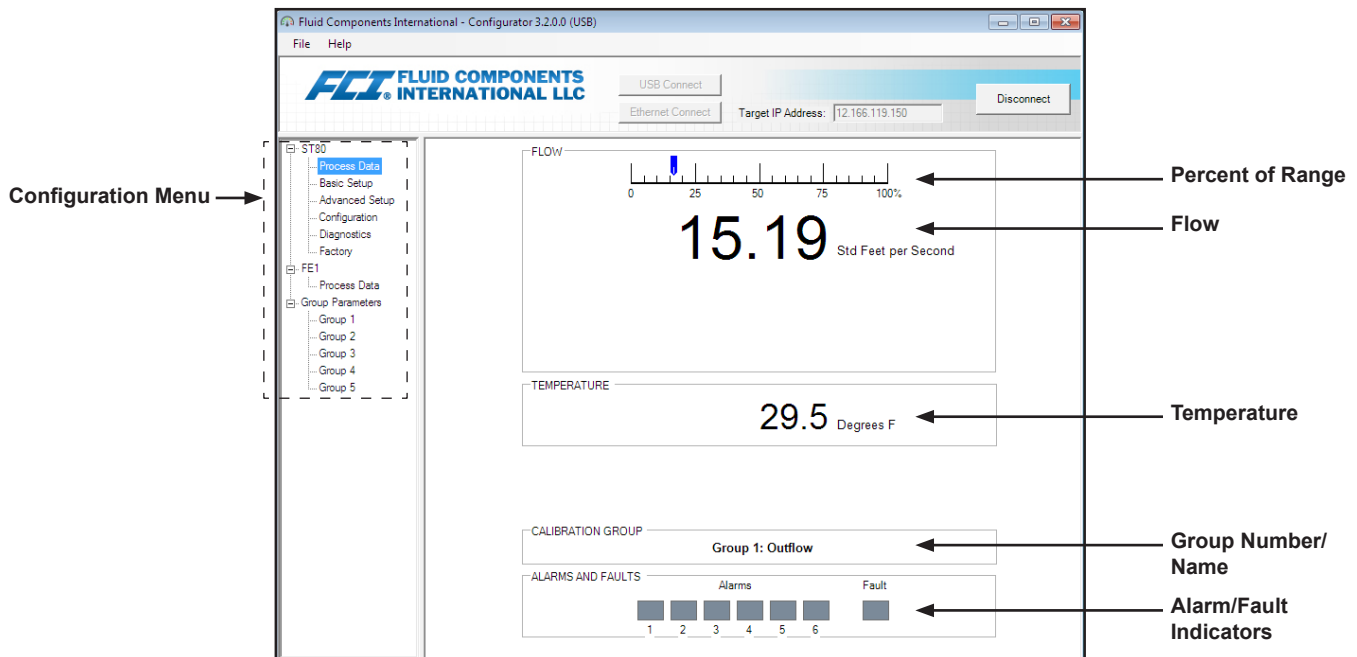 Fluid Components International - Configurator 3.2.0.0 (USB)
File Help
FCI® FLUID COMPONENTS
INTERNATIONAL LLC
USB Connect
Ethernet Connect
Target IP Address: 12.166.119.150
Disconnect
Configuration Menu
ST80
Process Data
Basic Setup
Advanced Setup
Configuration
Diagnostics
Factory
FE1
Process Data
Group Parameters
Group 1
Group 2
Group 3
Group 4
Group 5
FLOW
0 25 50 75 100%
15.19 Std Feet per Second
TEMPERATURE
29.5 Degrees F
CALIBRATION GROUP
Group 1: Outflow
ALARMS AND FAULTS
Alarms Fault
1 2 3 4 5 6
Percent of Range
Flow
Temperature
Group Number/
Name
Alarm/Fault
Indicators